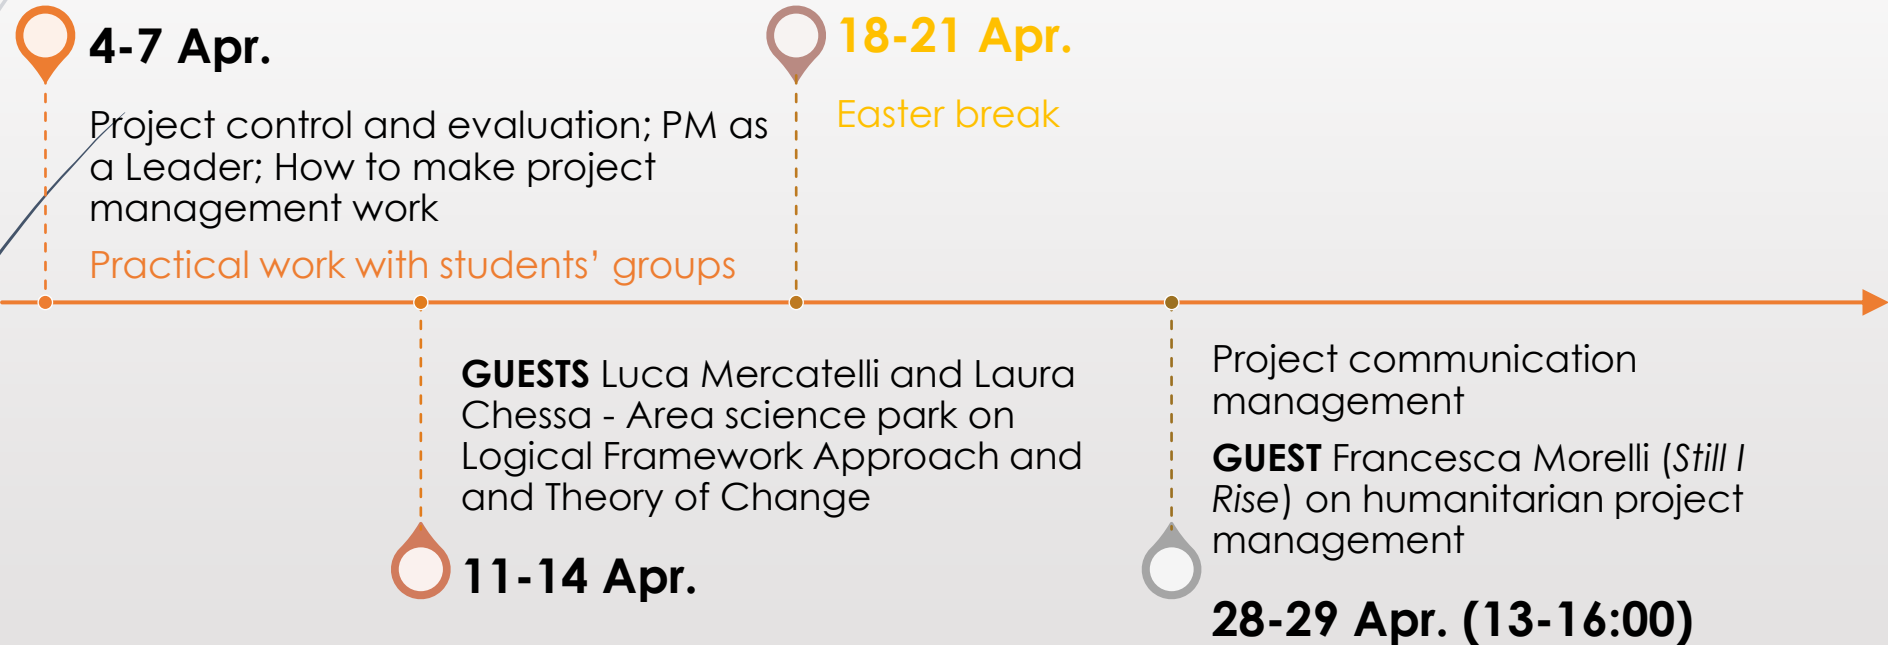 4-7 Apr.
Project control and evaluation; PM as
a Leader; How to make project
management work
Practical work with students’ groups
GUESTS Luca Mercatelli and Laura
Chessa - Area science park on
Logical Framework Approach and
and Theory of Change
11-14 Apr.
18-21 Apr.
Easter break
Project communication
management
GUEST Francesca Morelli (Still I
Rise) on humanitarian project
management
28-29 Apr. (13-16:00)